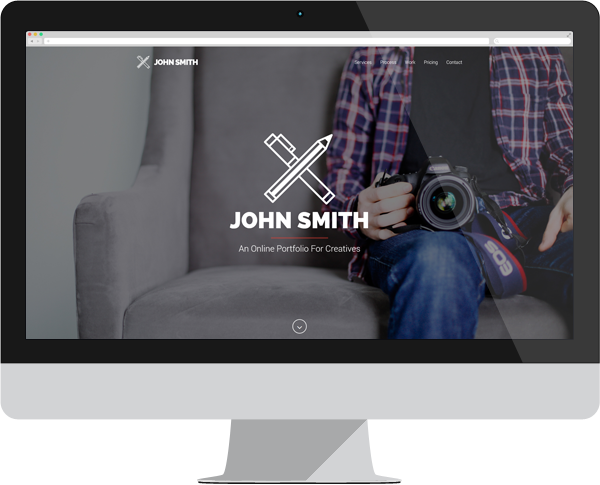 JOHN SMITH
Services Process Work Pricing Contact
JOHN SMITH
An Online Portfolio For Creatives
EOS